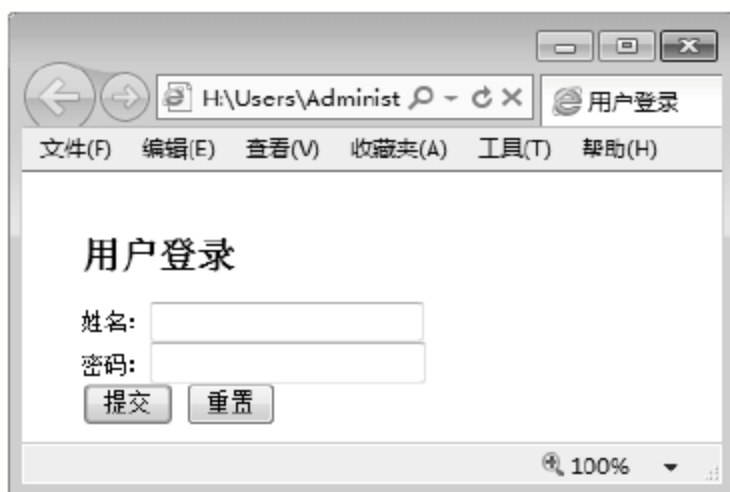 H:\Users\Administ
用户登录
文件(F) 编辑(E) 查看(V) 收藏夹(A) 工具(T) 帮助(H)
用户登录
姓名:
密码:
提交 重置
100%